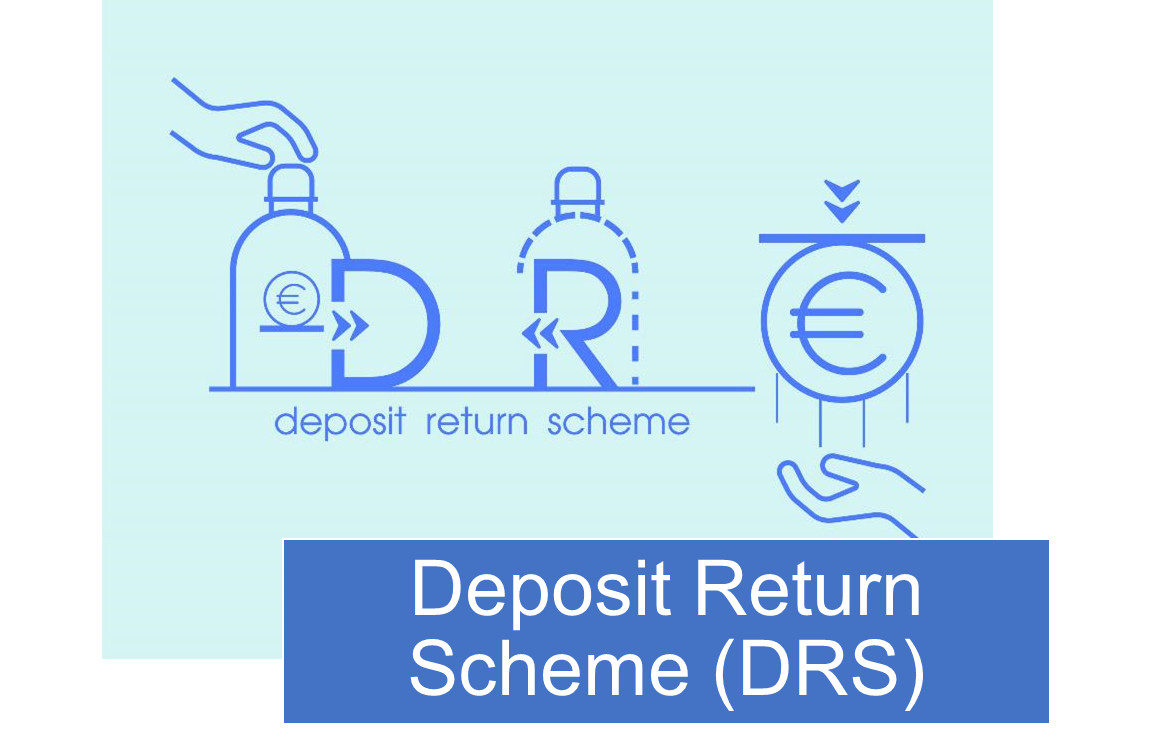 €
D R
€
deposit return scheme
Deposit Return
Scheme (DRS)